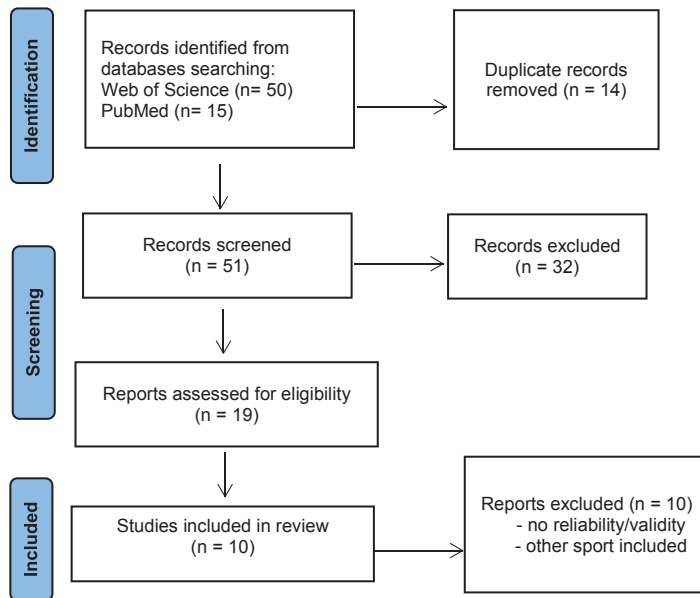 Identification
Records identified from
databases searching:
Web of Science (n= 50)
PubMed (n= 15)
Duplicate records
removed (n = 14)
Screening
Records screened
(n = 51)
Records excluded
(n = 32)
Reports assessed for eligibility
(n = 19)
Included
Studies included in review
(n = 10)
Reports excluded (n = 10)
- no reliability/validity
- other sport included